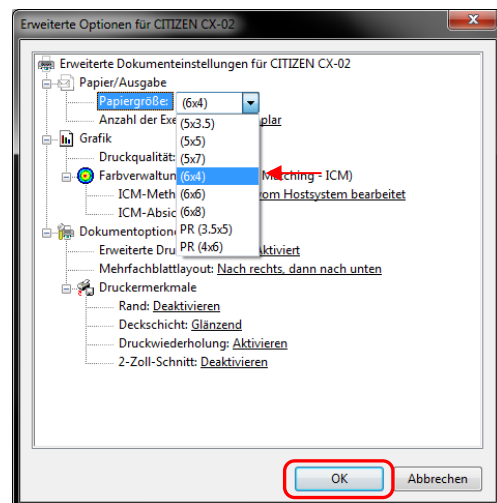 Erweiterte Optionen für CITIZEN CX-02
Erweiterte Dokumenteinstellungen für CITIZEN CX-02
Papier/Ausgabe
Papiergröße: (6x4)
Anzahl der Exe
(5x3.5)
(5x5)
(5x7)
(6x4)
(6x6)
(6x8)
PR (3.5x5)
PR (4x6)
Grafik
Druckqualität:
Farbverwaltun Matching - ICM)
ICM-Meth vom Hostsystem bearbeitet
ICM-Absic
Dokumentoptione
Erweiterte Dru
Mehrfachblattlayout: Nach rechts, dann nach unten
Druckermerkmale
Rand: Deaktivieren
Deckschicht: Glänzend
Druckwiederholung: Aktivieren
2-Zoll-Schnitt: Deaktivieren
OK Abbrechen